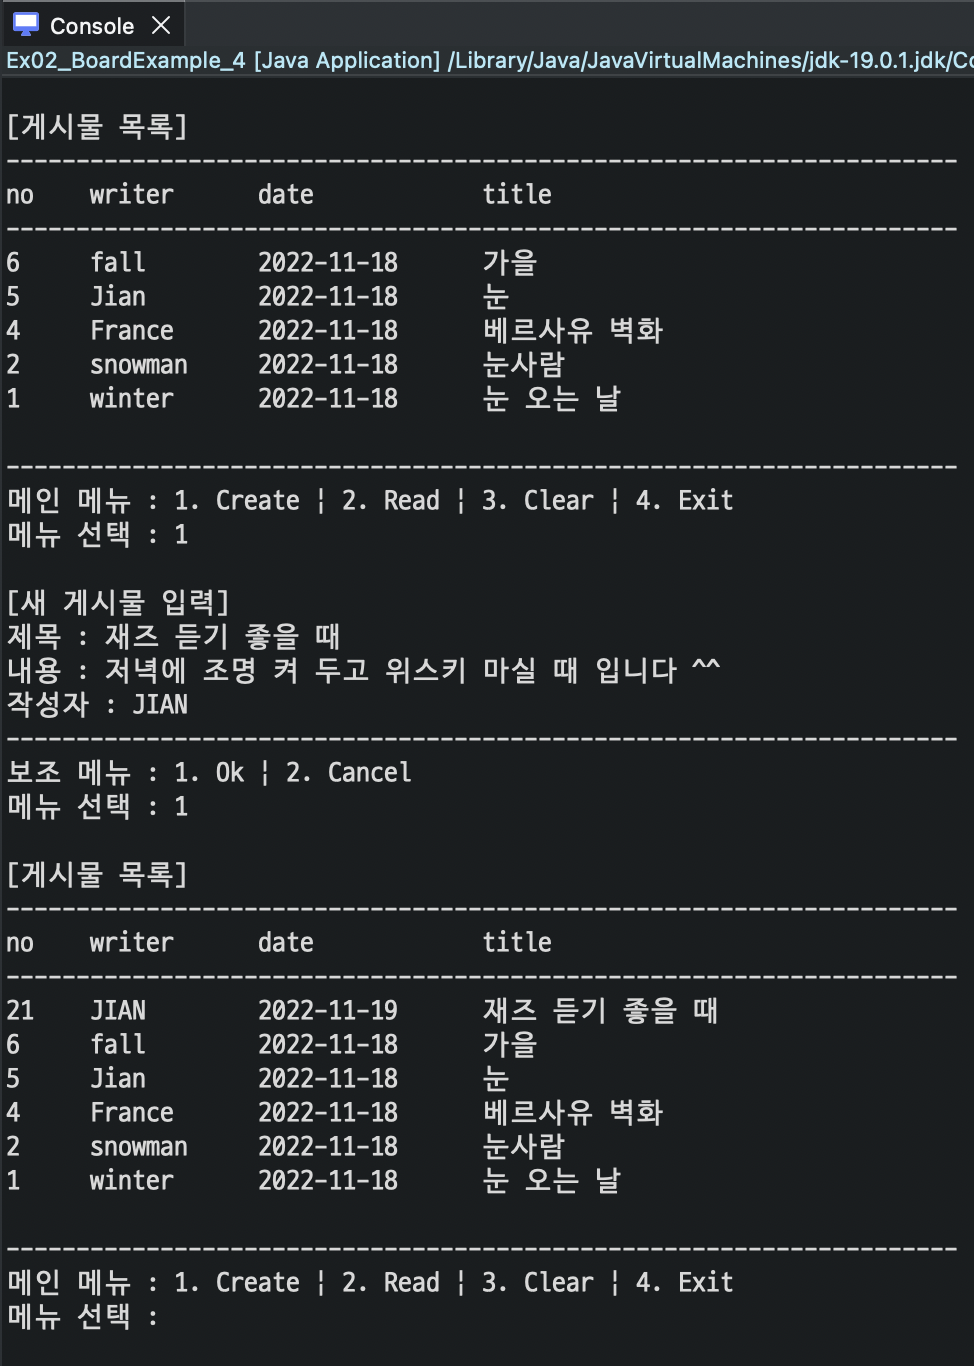 Console
Ex02_BoardExample_4 [Java Application] /Library/Java/JavaVirtualMachines/jdk-19.0.1.jdk/Co
[게시물 목록]
--------------------------------------------------------------------
no writer date title
--------------------------------------------------------------------
6 fall 2022-11-18 가을
5 Jian 2022-11-18 눈
4 France 2022-11-18 베르사유 벽화
2 snowman 2022-11-18 눈사람
1 winter 2022-11-18 눈 오는 날
--------------------------------------------------------------------
메인 메뉴 : 1. Create ¦ 2. Read ¦ 3. Clear ¦ 4. Exit
메뉴 선택 : 1
[새 게시물 입력]
제목 : 재즈 듣기 좋을 때
내용 : 저녁에 조명 켜 두고 위스키 마실 때 입니다 ^^
작성자 : JIAN
--------------------------------------------------------------------
보조 메뉴 : 1. Ok ¦ 2. Cancel
메뉴 선택 : 1
[게시물 목록]
--------------------------------------------------------------------
no writer date title
--------------------------------------------------------------------
21 JIAN 2022-11-19 재즈 듣기 좋을 때
6 fall 2022-11-18 가을
5 Jian 2022-11-18 눈
4 France 2022-11-18 베르사유 벽화
2 snowman 2022-11-18 눈사람
1 winter 2022-11-18 눈 오는 날
--------------------------------------------------------------------
메인 메뉴 : 1. Create ¦ 2. Read ¦ 3. Clear ¦ 4. Exit
메뉴 선택 :